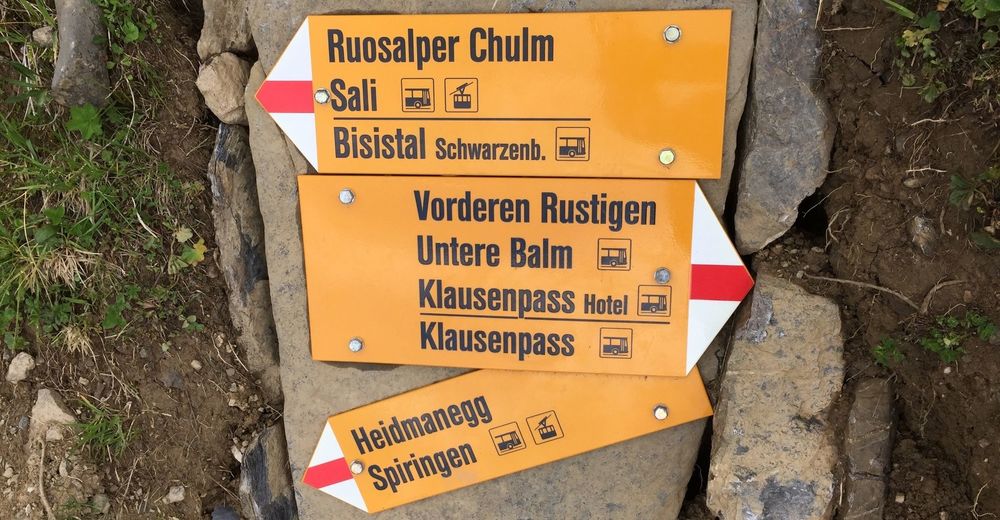 Ruosalper Chulm
Sali
Bisistal Schwarzenb.
Vorderen Rustigen
Untere Balm
Klausenpass Hotel
Klausenpass
Heidmanegg
Spiringen